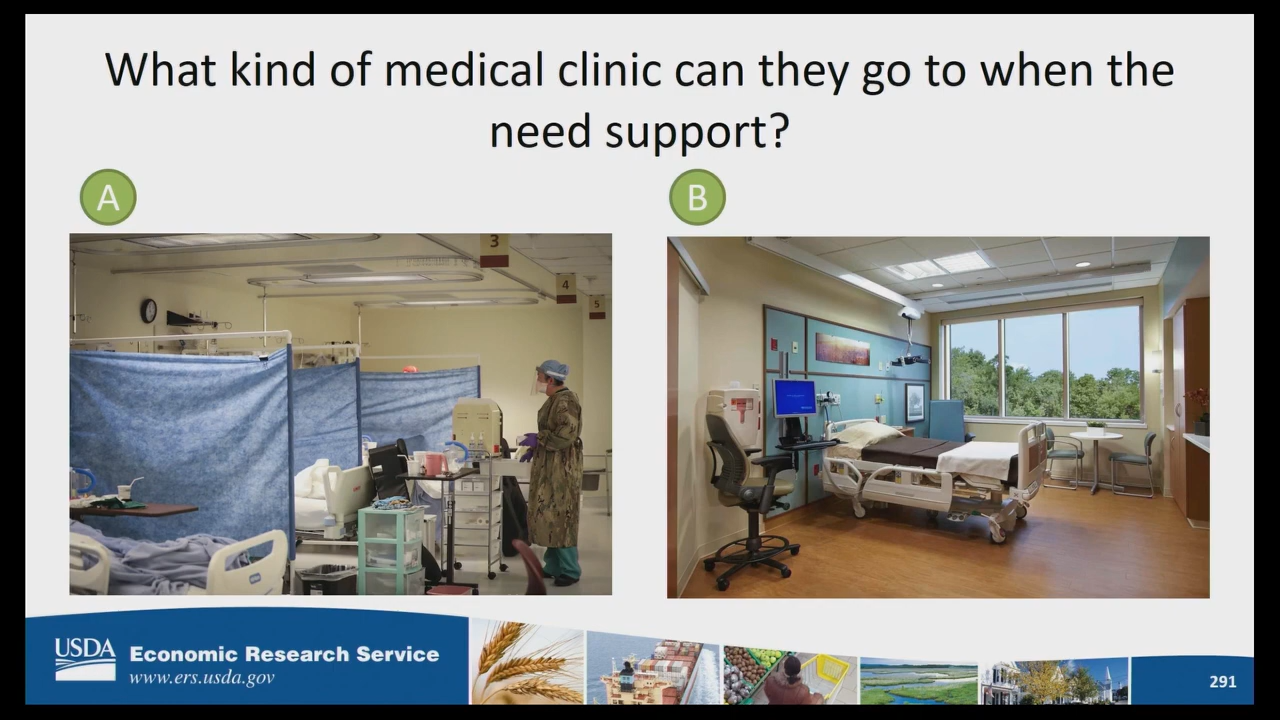 What kind of medical clinic can they go to when the
need support?
A
B
3
4
5
USDA
Economic Research Service
www.ers.usda.gov
291